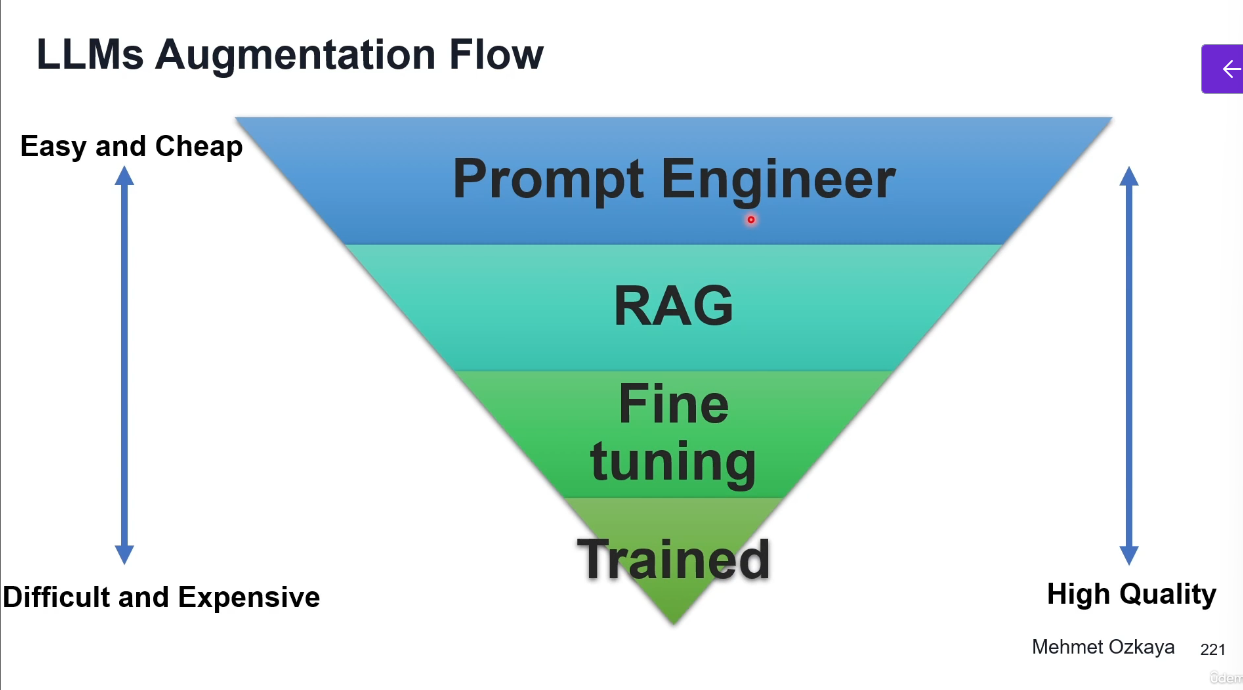 LLMs Augmentation Flow
Easy and Cheap
Prompt Engineer
RAG
Fine
tuning
Trained
Difficult and Expensive
High Quality
Mehmet Ozkaya
221